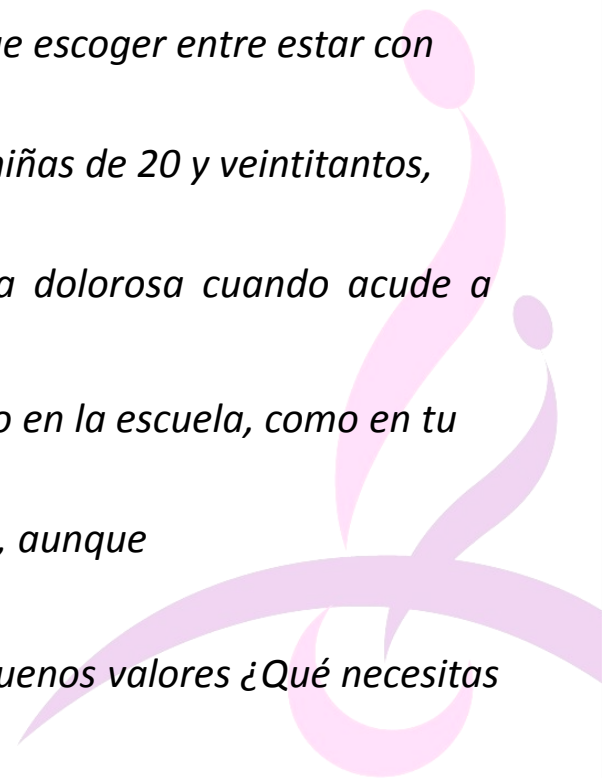 e escoger entre estar con
niñas de 20 y veintitantos,
a dolorosa cuando acude a
o en la escuela, como en tu
, aunque
uenos valores ¿Qué necesitas